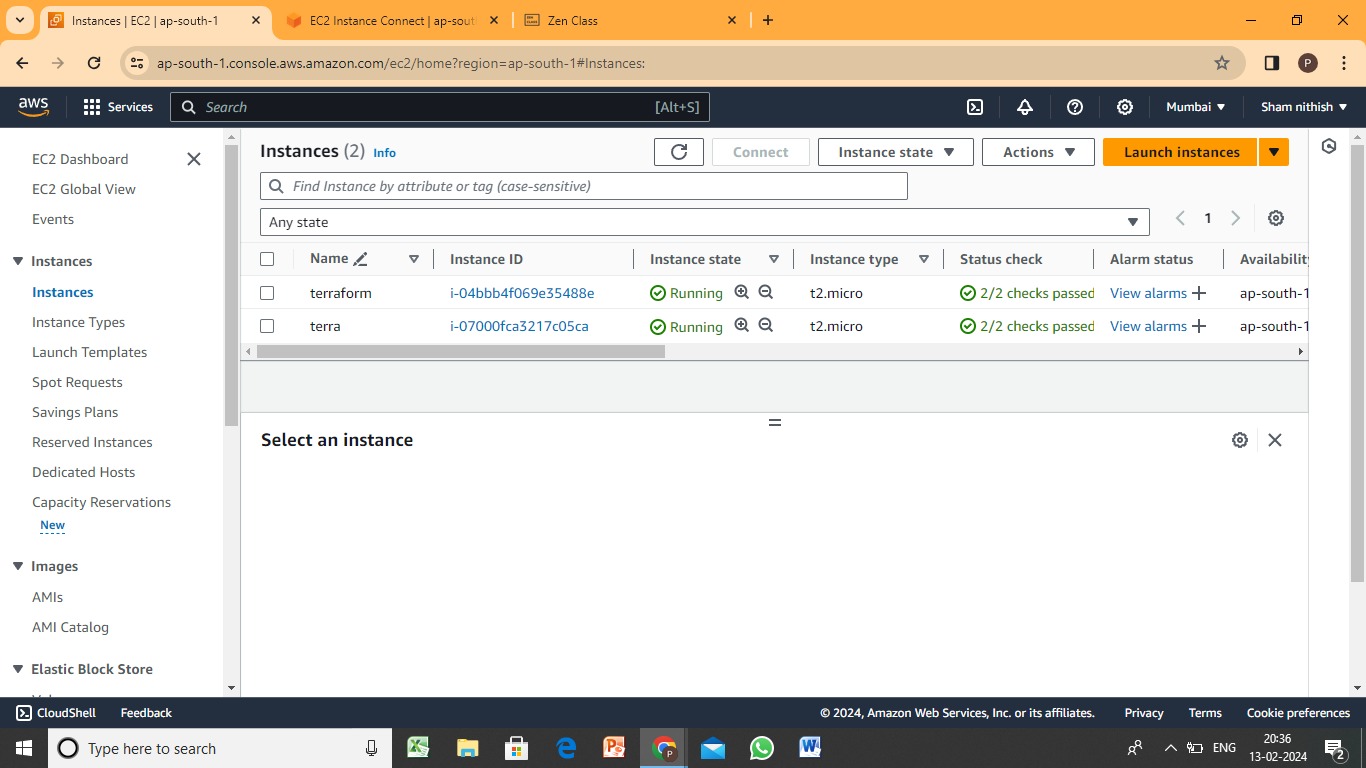 Instances | EC2 | ap-south-1
EC2 Instance Connect | ap-sout
Zen Class
ap-south-1.console.aws.amazon.com/ec2/home?region=ap-south-1#Instances:
P
aws
Services
Search
[Alt+S]
Mumbai
Sham nithish
EC2 Dashboard
EC2 Global View
Events
Instances
Instances
Instance Types
Launch Templates
Spot Requests
Savings Plans
Reserved Instances
Dedicated Hosts
Capacity Reservations
New
Images
AMIs
AMI Catalog
Elastic Block Store
Instances (2) Info
Connect
Instance state
Actions
Launch instances
Find Instance by attribute or tag (case-sensitive)
Any state
1
Name Instance ID Instance state Instance type Status check Alarm status Availability
terraform i-04bbb4f069e35488e Running t2.micro 2/2 checks passed View alarms ap-south-1
terra i-07000fca3217c05ca Running t2.micro 2/2 checks passed View alarms ap-south-1
Select an instance
CloudShell Feedback
© 2024, Amazon Web Services, Inc. or its affiliates. Privacy Terms Cookie preferences
Type here to search
ENG
20:36
13-02-2024
2